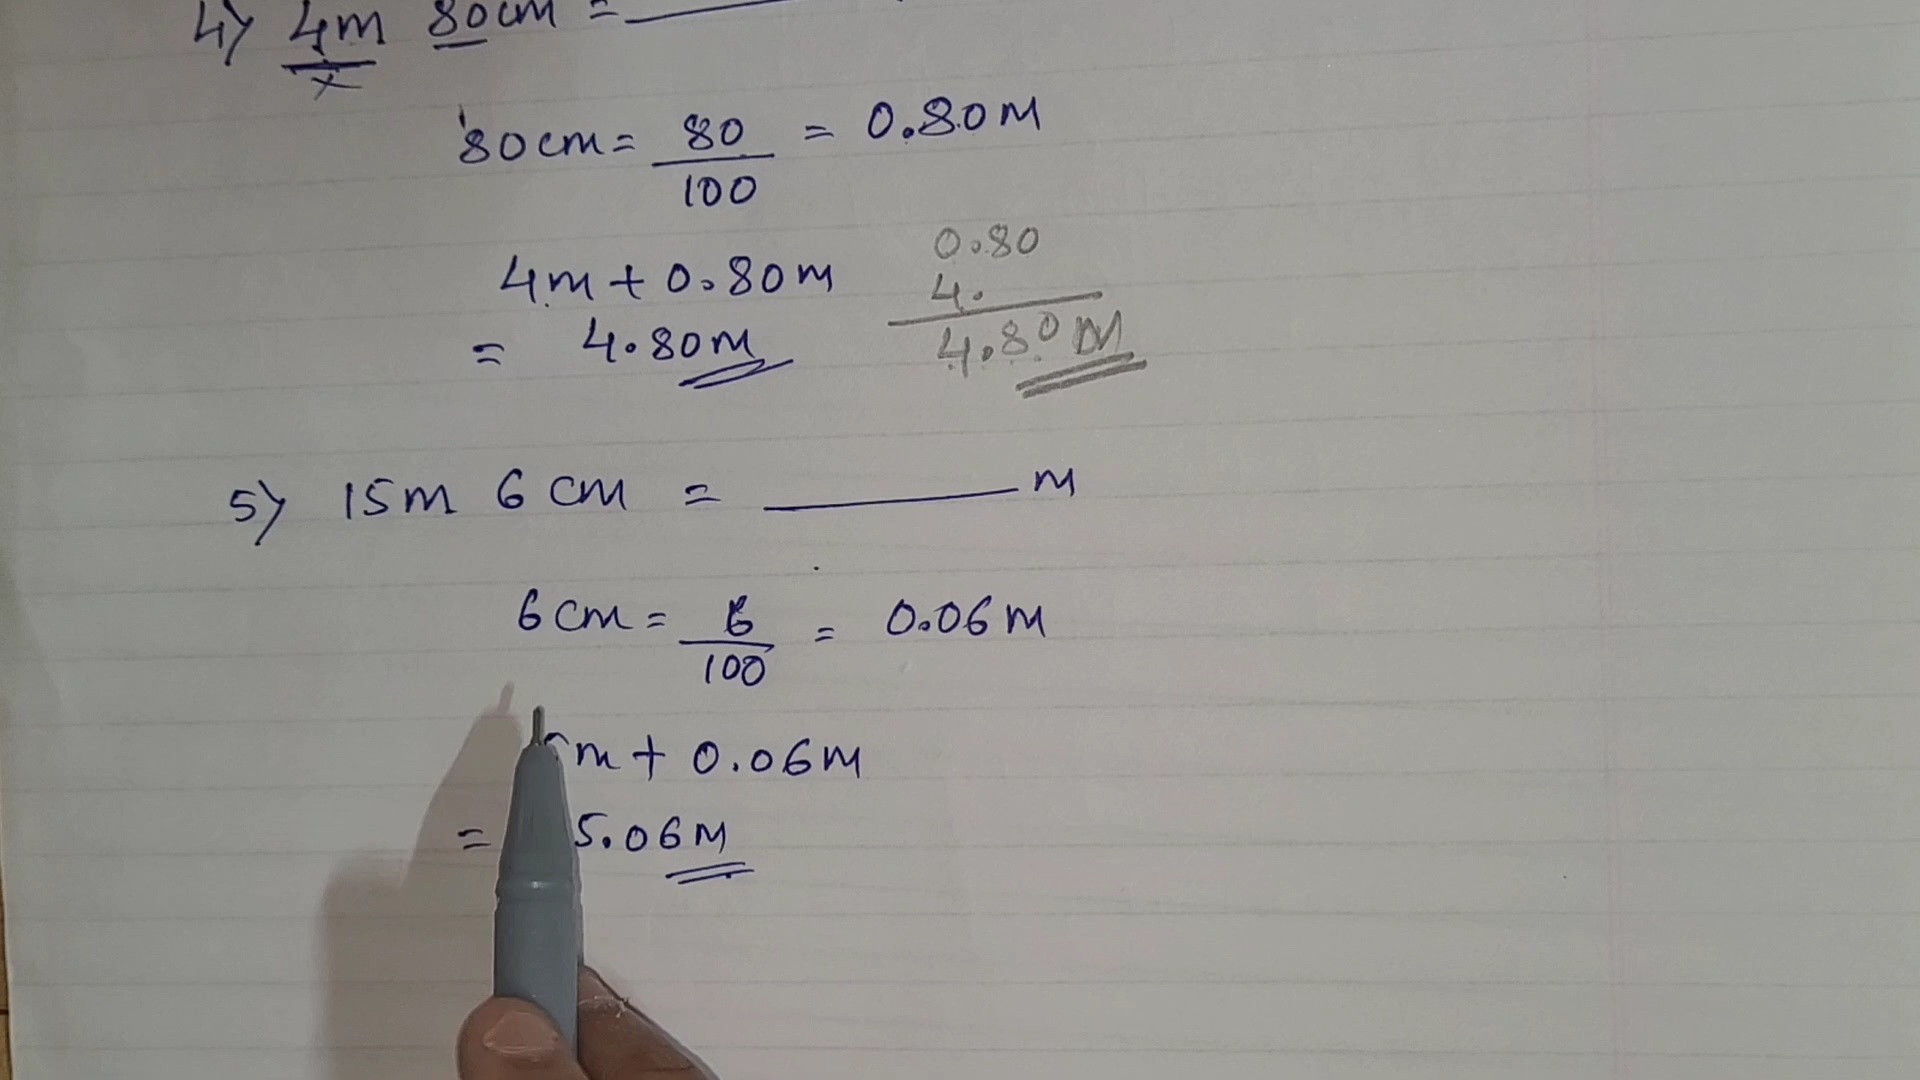 4) 4m 80cm =
x
80cm = 80/100 = 0.80m
4m + 0.80m
= 4.80m
0.80
4.
4.80m
5) 15m 6cm = ______ m
6cm = 6/100 = 0.06m
m + 0.06m
= 5.06m